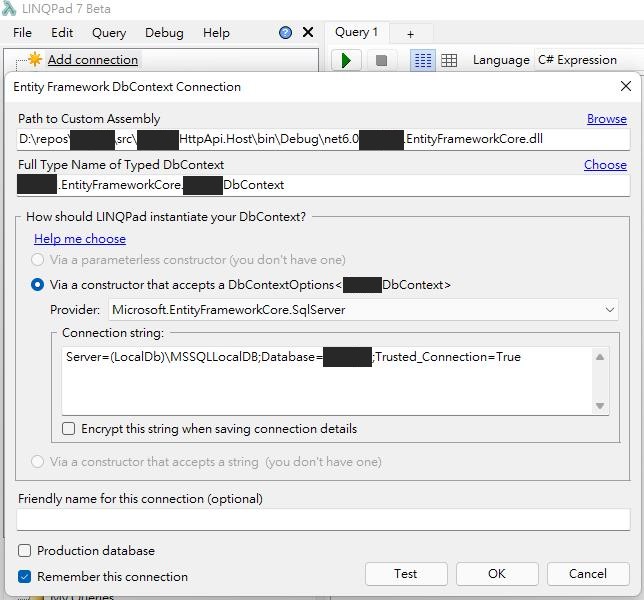 LINQPad 7 Beta
File Edit Query Debug Help ? Query 1 +
Add connection Language C# Expression
Entity Framework DbContext Connection
Path to Custom Assembly Browse
D:\repos\ \src\ HttpApi.Host\bin\Debug\net6.0 .EntityFrameworkCore.dll
Full Type Name of Typed DbContext Choose
.EntityFrameworkCore. DbContext
How should LINQPad instantiate your DbContext?
Help me choose
Via a parameterless constructor (you don't have one)
Via a constructor that accepts a DbContextOptions< DbContext>
Provider: Microsoft.EntityFrameworkCore.SqlServer
Connection string:
Server=(LocalDb)\MSSQLLocalDB;Database= ;Trusted_Connection=True
Encrypt this string when saving connection details
Via a constructor that accepts a string (you don't have one)
Friendly name for this connection (optional)
Production database
Remember this connection
Test OK Cancel
My Queries